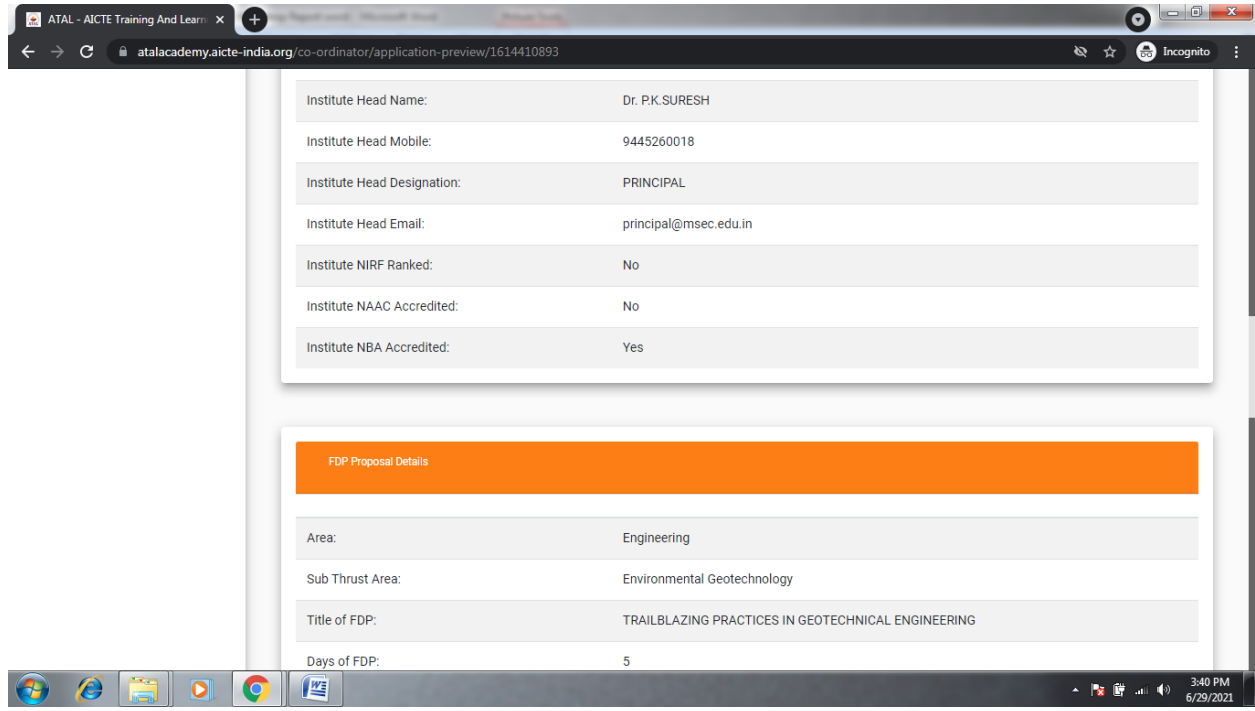 ATAL - AICTE Training And Learn
atalacademy.aicte-india.org/co-ordinator/application-preview/1614410893
Incognito
Institute Head Name: Dr. P.K.SURESH
Institute Head Mobile: 9445260018
Institute Head Designation: PRINCIPAL
Institute Head Email: principal@msec.edu.in
Institute NIRF Ranked: No
Institute NAAC Accredited: No
Institute NBA Accredited: Yes
FDP Proposal Details
Area: Engineering
Sub Thrust Area: Environmental Geotechnology
Title of FDP: TRAILBLAZING PRACTICES IN GEOTECHNICAL ENGINEERING
Days of FDP: 5
3:40 PM
6/29/2021